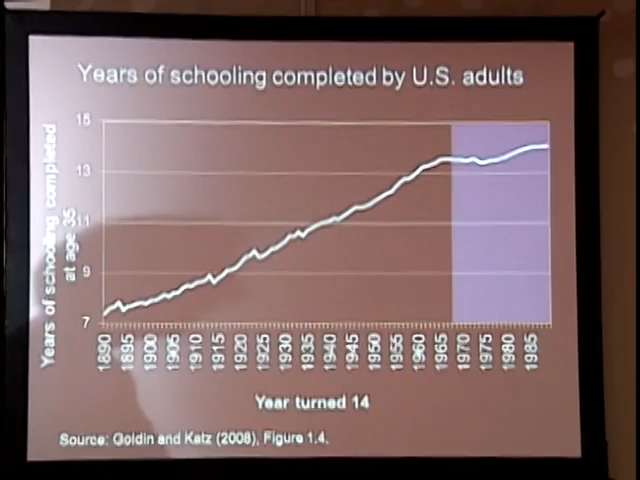 Years of schooling completed by U.S. adults
Years of schooling completed
at age 35
15
13
11
9
7
1890 1895 1900 1905 1910 1915 1920 1925 1930 1935 1940 1945 1950 1955 1960 1965 1970 1975 1980 1985
Year turned 14
Source: Goldin and Katz (2008), Figure 1.4.